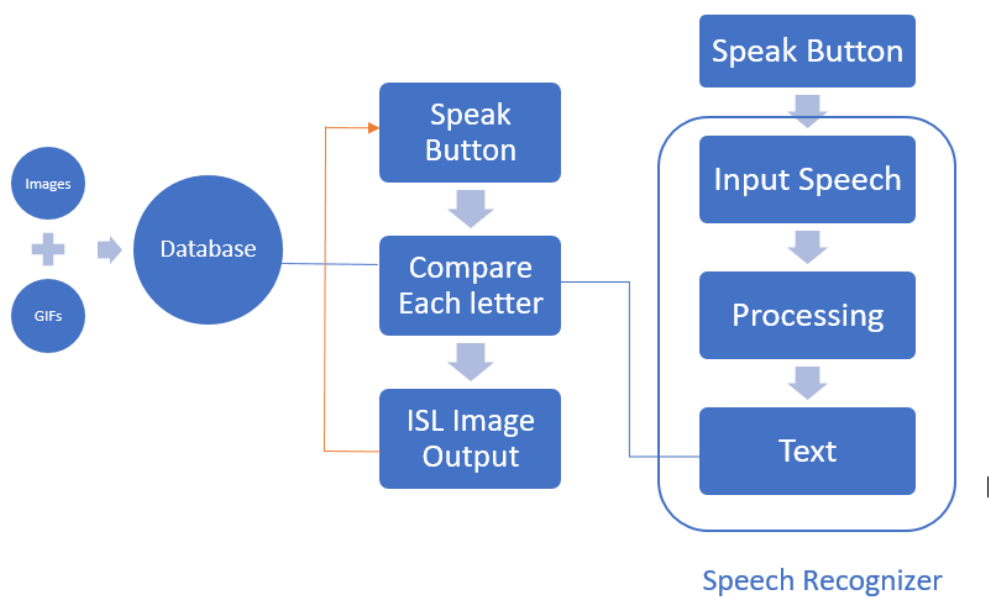 Images
GIFs
Database
Speak
Button
Compare
Each letter
ISL Image
Output
Speak Button
Input Speech
Processing
Text
Speech Recognizer